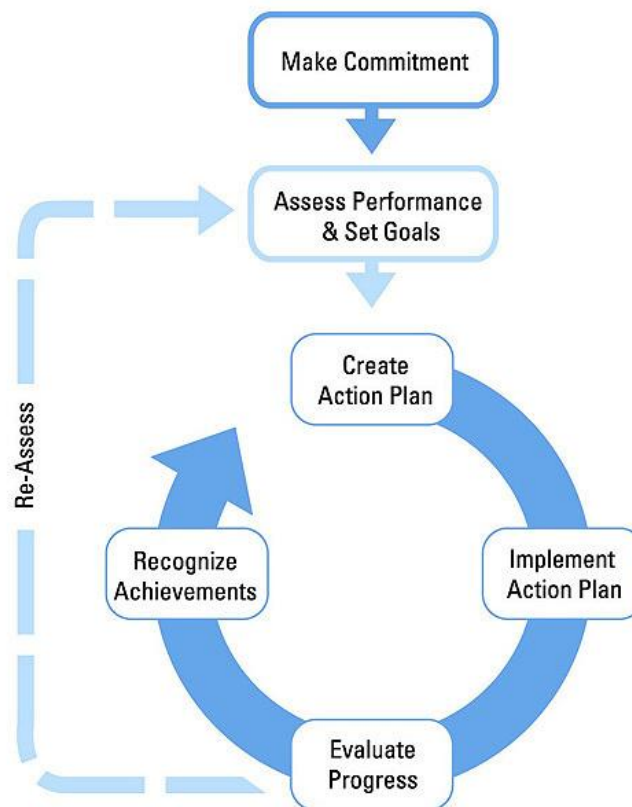 Make Commitment
Assess Performance
& Set Goals
Create
Action Plan
Re-Assess
Recognize
Achievements
Implement
Action Plan
Evaluate
Progress